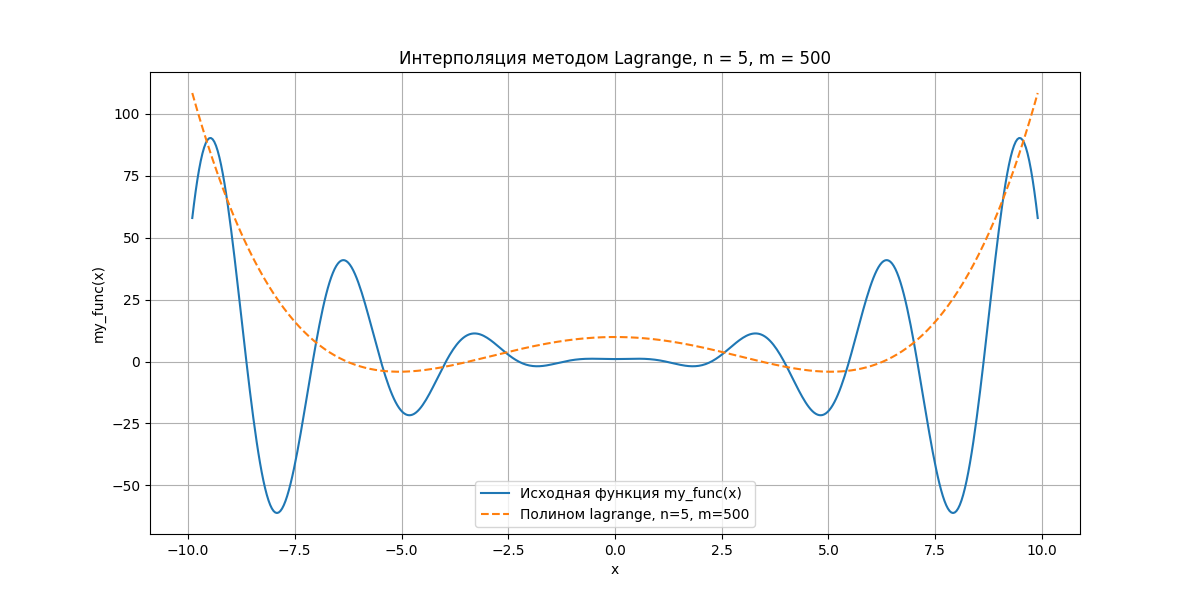 Интерполяция методом Lagrange, n = 5, m = 500
my_func(x)
100
75
50
25
0
−25
−50
Исходная функция my_func(x)
Полином lagrange, n=5, m=500
−10.0 −7.5 −5.0 −2.5 0.0 2.5 5.0 7.5 10.0
x